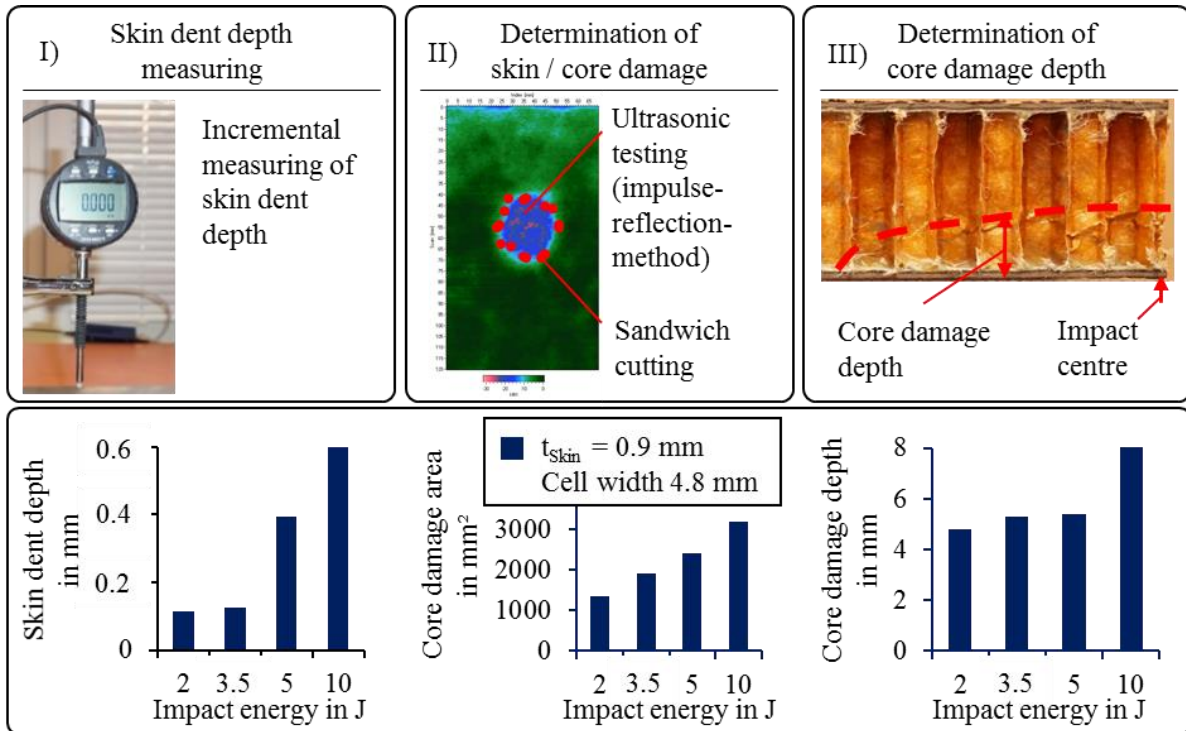 I)
Skin dent depth
measuring
0.000
Incremental
measuring of
skin dent
depth
II)
Determination of
skin / core damage
Ultrasonic
testing
(impulse-
reflection-
method)
Sandwich
cutting
III)
Determination of
core damage depth
Core damage
depth
Impact
centre
Skin dent depth
in mm
0.6
0.4
0.2
0
2 3.5 5 10
Impact energy in J
t_Skin = 0.9 mm
Cell width 4.8 mm
Core damage area
in mm²
3000
2000
1000
0
2 3.5 5 10
Impact energy in J
Core damage depth
in mm
8
6
4
2
0
2 3.5 5 10
Impact energy in J